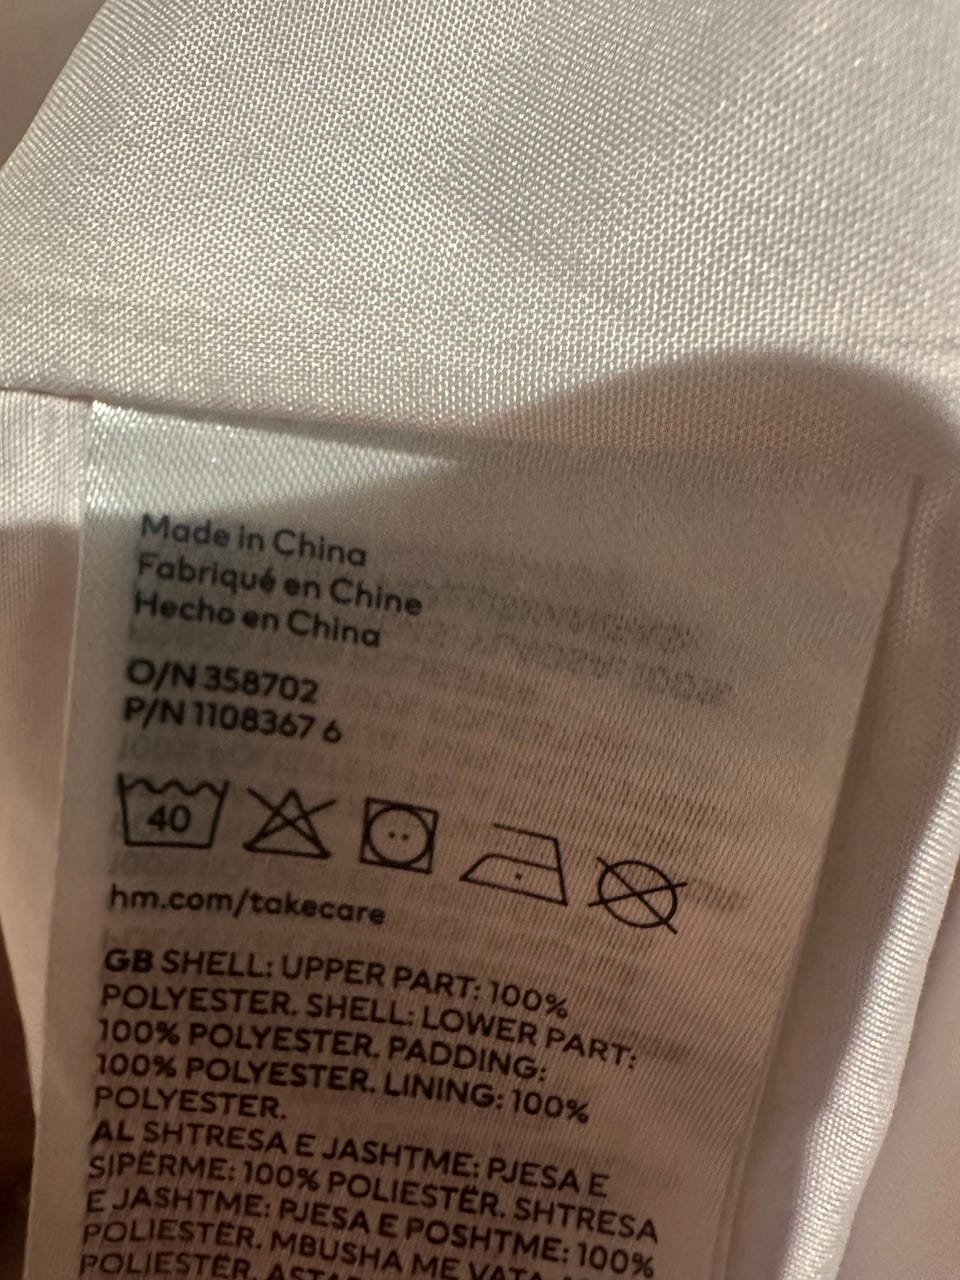 Made in China
Fabriqué en Chine
Hecho en China
O/N 358702
P/N 1108367 6
40
hm.com/takecare
GB SHELL: UPPER PART: 100%
POLYESTER. SHELL: LOWER PART:
100% POLYESTER. PADDING:
100% POLYESTER. LINING: 100%
POLYESTER.
AL SHTRESA E JASHTME: PJESA E
SIPËRME: 100% POLIESTËR. SHTRESA
E JASHTME: PJESA E POSHTME: 100%
POLIESTËR. MBUSHA ME VATA
POLIESTËR.